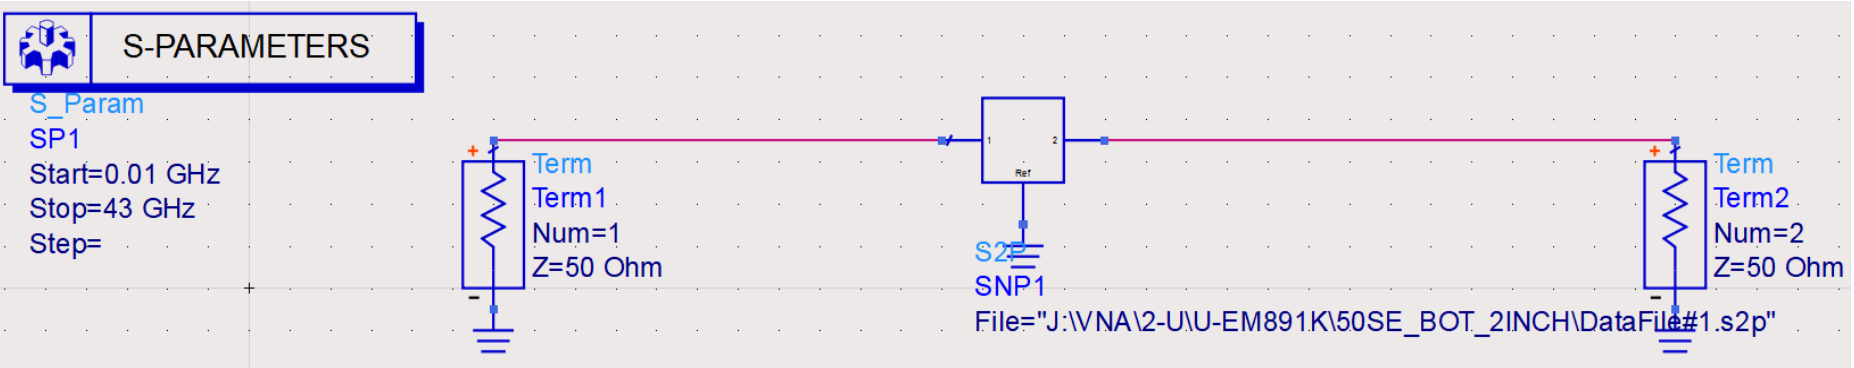 S-PARAMETERS
S_Param
SP1
Start=0.01 GHz
Stop=43 GHz
Step=
+
Term
Term1
Num=1
Z=50 Ohm
-
1
2
Ref
S2P
SNP1
File="J:\VNA\2-U\U-EM891K\50SE_BOT_2INCH\DataFile#1.s2p"
+
Term
Term2
Num=2
Z=50 Ohm
-